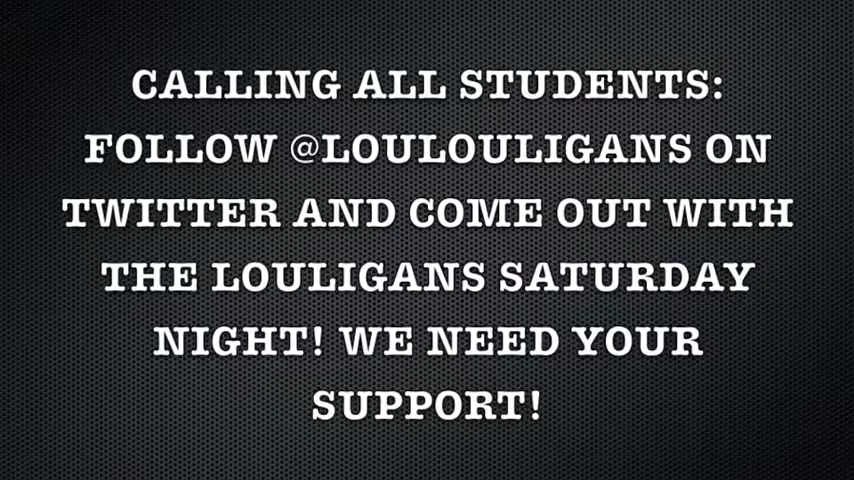 CALLING ALL STUDENTS:
FOLLOW @LOULOULIGANS ON
TWITTER AND COME OUT WITH
THE LOULIGANS SATURDAY
NIGHT! WE NEED YOUR
SUPPORT!